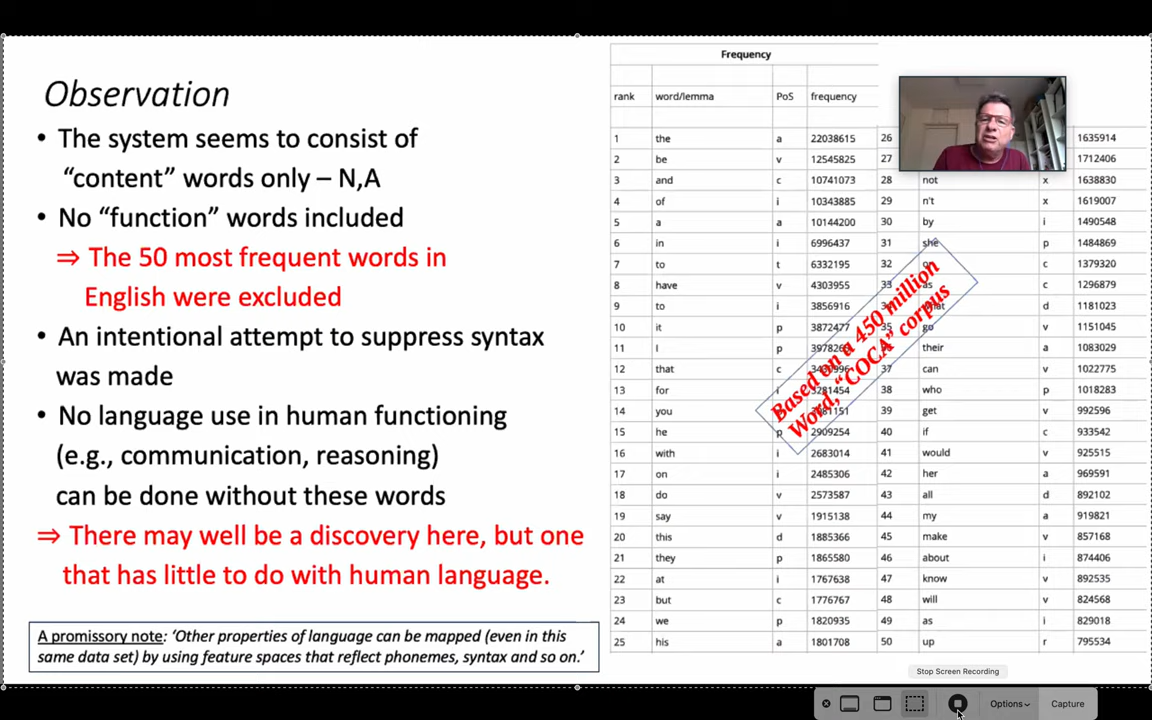 Observation
• The system seems to consist of
“content” words only – N,A
• No “function” words included
⇒ The 50 most frequent words in
English were excluded
• An intentional attempt to suppress syntax
was made
• No language use in human functioning
(e.g., communication, reasoning)
can be done without these words
⇒ There may well be a discovery here, but one
that has little to do with human language.
A promissory note: ‘Other properties of language can be mapped (even in this
same data set) by using feature spaces that reflect phonemes, syntax and so on.’
Frequency
rank word/lemma PoS frequency
1 the a 22038615 26 1635914
2 be v 12545825 27 1712406
3 and c 10741073 28 not x 1638830
4 of i 10343885 29 n't x 1619007
5 a a 10144200 30 by i 1490548
6 in i 6996437 31 she p 1484869
7 to t 6332195 32 c 1379320
8 have v 4303955 33 as c 1296879
9 to i 3856916 what d 1181023
10 it p 3872477 35 go v 1151045
11 I p their a 1083029
12 that c 37 can v 1022775
13 for i 3281454 38 who p 1018283
14 you 39 get v 992596
15 he p 2909254 40 if c 933542
16 with i 2683014 41 would v 925515
17 on i 2485306 42 her a 969591
18 do v 2573587 43 all d 892102
19 say v 1915138 44 my a 919821
20 this d 1885366 45 make v 857168
21 they p 1865580 46 about i 874406
22 at i 1767638 47 know v 892535
23 but c 1776767 48 will v 824568
24 we p 1820935 49 as i 829018
25 his a 1801708 50 up r 795534
Based on a 450 million
Word, “COCA” corpus
Stop Screen Recording
Options
Capture